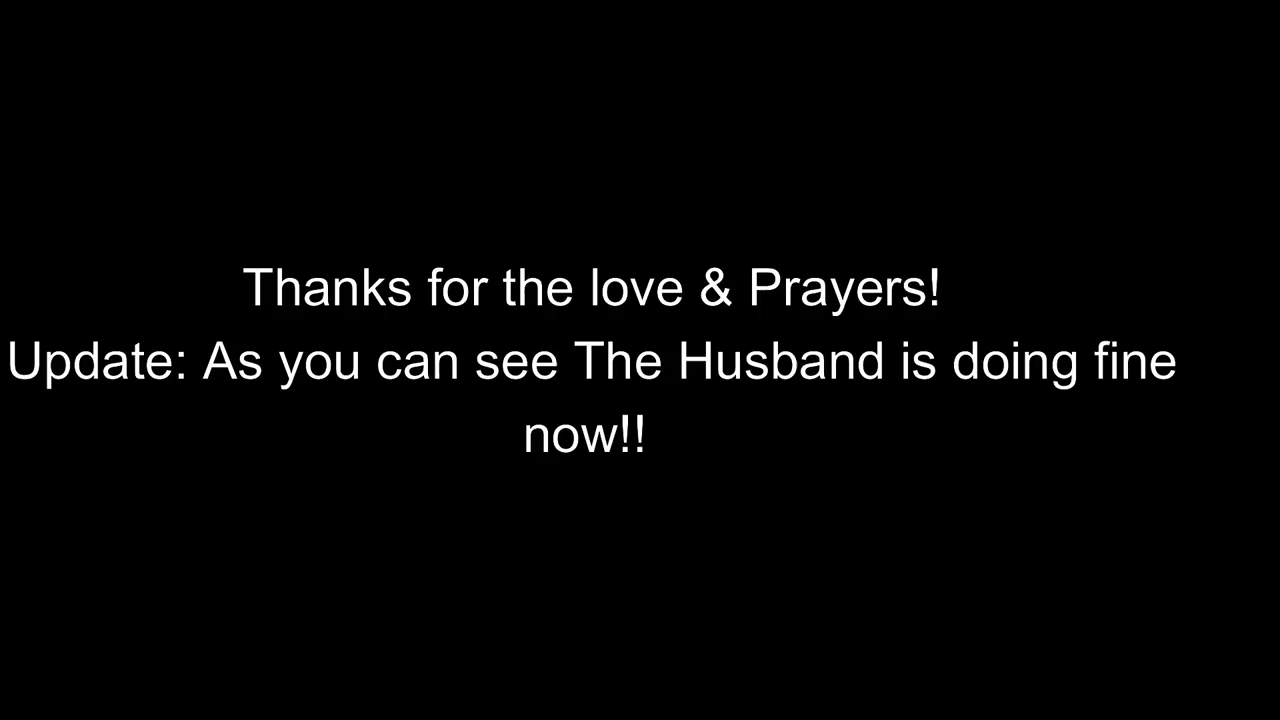 Thanks for the love & Prayers!
Update: As you can see The Husband is doing fine
now!!